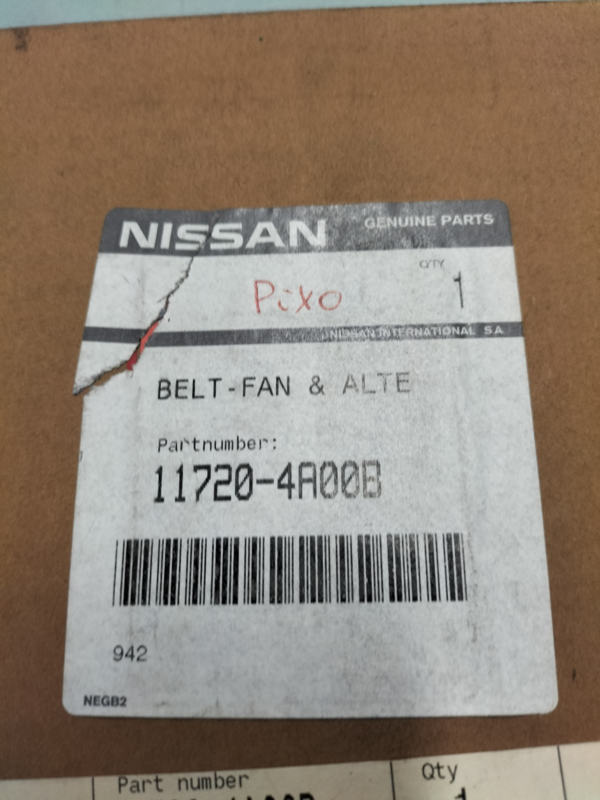 NISSAN GENUINE PARTS
QTY
Pixo 1
NISSAN INTERNATIONAL S.A
BELT-FAN & ALTE
Partnumber:
11720-4A00B
942
NEGB2
Part number Qty
1